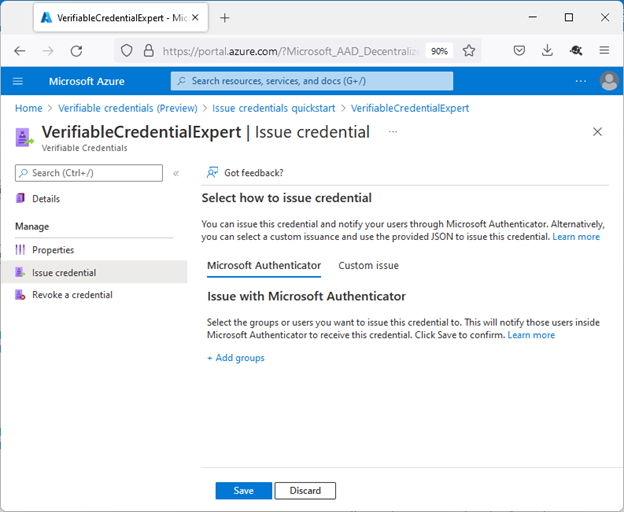 VerifiableCredentialExpert - Mic
https://portal.azure.com/?Microsoft_AAD_Decentralize
90%
Microsoft Azure
Search resources, services, and docs (G+/)
Home > Verifiable credentials (Preview) > Issue credentials quickstart > VerifiableCredentialExpert
VerifiableCredentialExpert | Issue credential ...
Verifiable Credentials
Search (Ctrl+/)
Got feedback?
Details
Manage
Properties
Issue credential
Revoke a credential
Select how to issue credential
You can issue this credential and notify your users through Microsoft Authenticator. Alternatively,
you can select a custom issuance and use the provided JSON to issue this credential. Learn more
Microsoft Authenticator Custom issue
Issue with Microsoft Authenticator
Select the groups or users you want to issue this credential to. This will notify those users inside
Microsoft Authenticator to receive this credential. Click Save to confirm. Learn more
+ Add groups
Save Discard